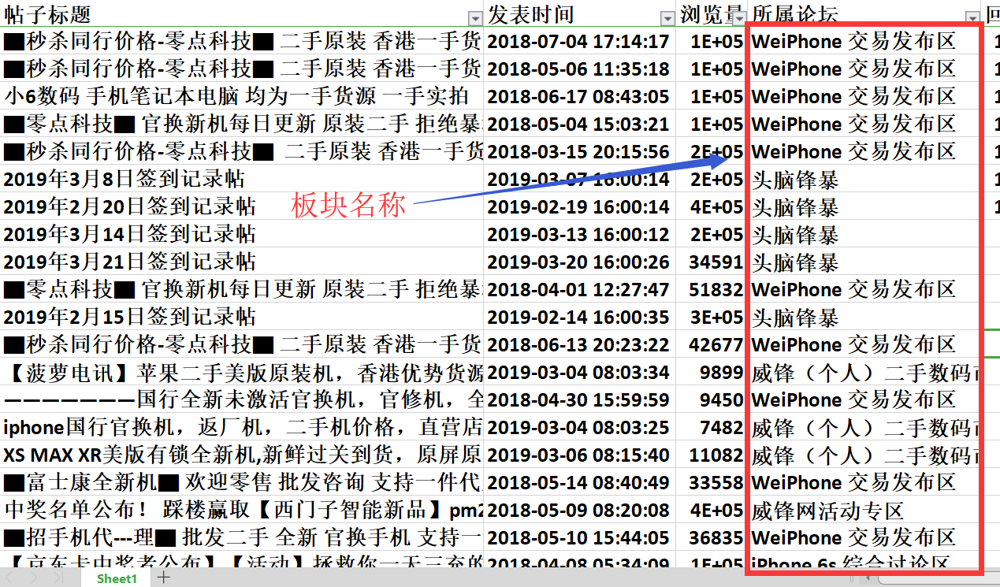 帖子标题 发表时间 浏览量 所属论坛
■秒杀同行价格-零点科技■ 二手原装 香港一手货 2018-07-04 17:14:17 1E+05 WeiPhone 交易发布区 1
■秒杀同行价格-零点科技■ 二手原装 香港一手货 2018-05-06 11:35:18 1E+05 WeiPhone 交易发布区 1
小6数码 手机笔记本电脑 均为一手货源 一手实拍 2018-06-17 08:43:05 1E+05 WeiPhone 交易发布区 1
■零点科技■ 官换新机每日更新 原装二手 拒绝暴 2018-05-04 15:03:21 1E+05 WeiPhone 交易发布区 1
■秒杀同行价格-零点科技■ 二手原装 香港一手货 2018-03-15 20:15:56 2E+05 WeiPhone 交易发布区 1
2019年3月8日签到记录帖 2019-03-07 16:00:14 2E+05 头脑锋暴 1
板块名称
2019年2月20日签到记录帖 2019-02-19 16:00:14 4E+05 头脑锋暴 1
2019年3月14日签到记录帖 2019-03-13 16:00:12 2E+05 头脑锋暴
2019年3月21日签到记录帖 2019-03-20 16:00:26 34591 头脑锋暴
■零点科技■ 官换新机每日更新 原装二手 拒绝暴 2018-04-01 12:27:47 51832 WeiPhone 交易发布区
2019年2月15日签到记录帖 2019-02-14 16:00:35 3E+05 头脑锋暴
■秒杀同行价格-零点科技■ 二手原装 香港一手货 2018-06-13 20:23:22 42677 WeiPhone 交易发布区
【菠萝电讯】苹果二手美版原装机，香港优势货源 2019-03-04 08:03:34 9899 威锋（个人）二手数码
———————国行全新未激活官换机，官修机，全 2018-04-30 15:59:59 9450 WeiPhone 交易发布区
iphone国行官换机，返厂机，二手机价格，直营店 2019-03-04 08:03:25 7482 威锋（个人）二手数码
XS MAX XR美版有锁全新机,新鲜过关到货，原屏原 2019-03-06 08:15:40 11082 威锋（个人）二手数码
■富士康全新机■ 欢迎零售 批发咨询 支持一件代 2018-05-14 08:40:49 33558 WeiPhone 交易发布区
中奖名单公布！ 踩楼赢取【西门子智能新品】pm2 2018-05-09 08:20:08 4E+05 威锋网活动专区
■招手机代---理■ 批发二手 全新 官换手机 支持一 2018-05-10 15:44:05 36835 WeiPhone 交易发布区
【京东卡中奖者公布】【活动】拯救你一天三充的 2018-04-08 05:34:09 1E+05 iPhone 6s 综合讨论区
Sheet1